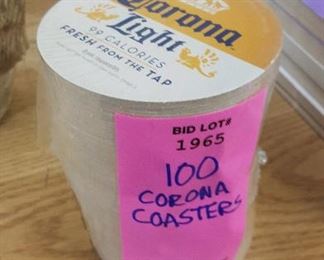 Corona
Light
99 CALORIES
FRESH FROM THE TAP
BID LOT#
1965
100
CORONA
COASTERS